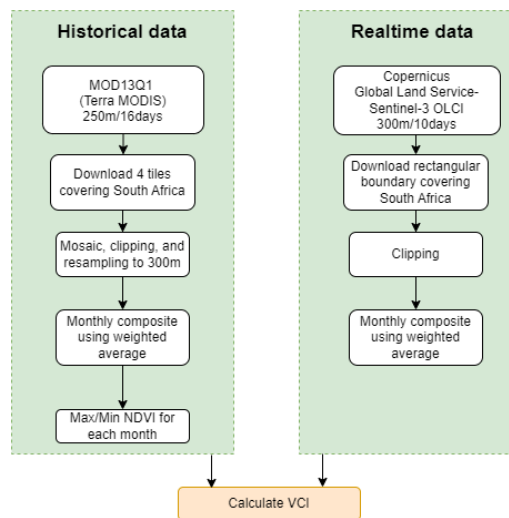 Historical data
MOD13Q1
(Terra MODIS)
250m/16days
Download 4 tiles
covering South Africa
Mosaic, clipping, and
resampling to 300m
Monthly composite
using weighted
average
Max/Min NDVI for
each month
Realtime data
Copernicus
Global Land Service-
Sentinel-3 OLCI
300m/10days
Download rectangular
boundary covering
South Africa
Clipping
Monthly composite
using weighted
average
Calculate VCI